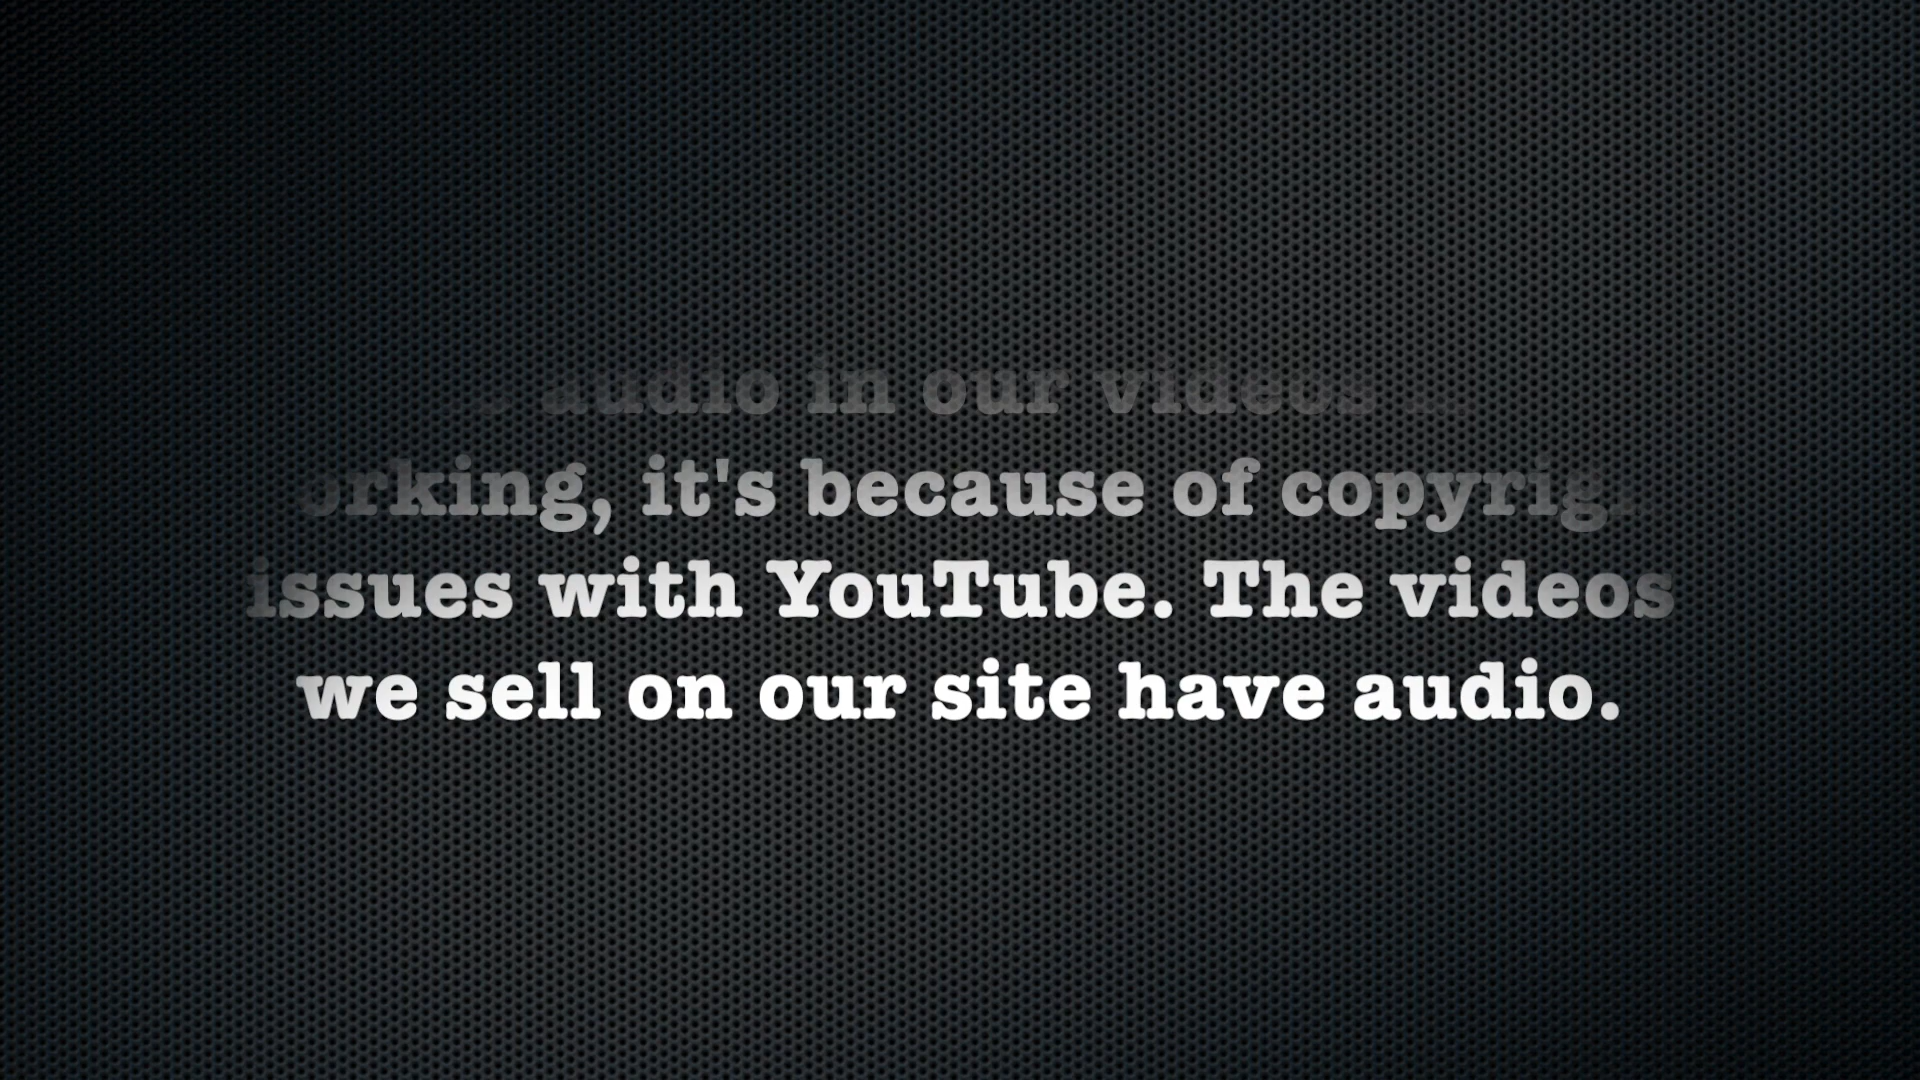 audio in our videos
orking, it's because of copyrig
issues with YouTube. The videos
we sell on our site have audio.